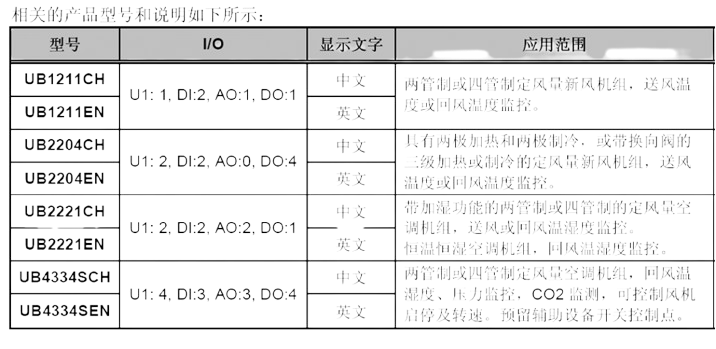 相关的产品型号和说明如下所示:
型号 I/O 显示文字 应用范围
UB1211CH
UB1211EN
U1: 1, DI:2, AO:1, DO:1
中文
英文
两管制或四管制定风量新风机组，送风温
度或回风温度监控。
UB2204CH
UB2204EN
U1: 2, DI:2, AO:0, DO:4
中文
英文
具有两极加热和两极制冷，或带换向阀的
三级加热或制冷的定风量新风机组，送风
温度或回风温度监控。
UB2221CH
UB2221EN
U1: 2, DI:2, AO:2, DO:1
中文
英文
带加湿功能的两管制或四管制的定风量空
调机组，送风或回风温湿度监控。
恒温恒湿空调机组，回风温湿度监控。
UB4334SCH
UB4334SEN
U1: 4, DI:3, AO:3, DO:4
中文
英文
两管制或四管制定风量空调机组，回风温
湿度、压力监控，CO2 监测，可控制风机
启停及转速。预留辅助设备开关控制点。